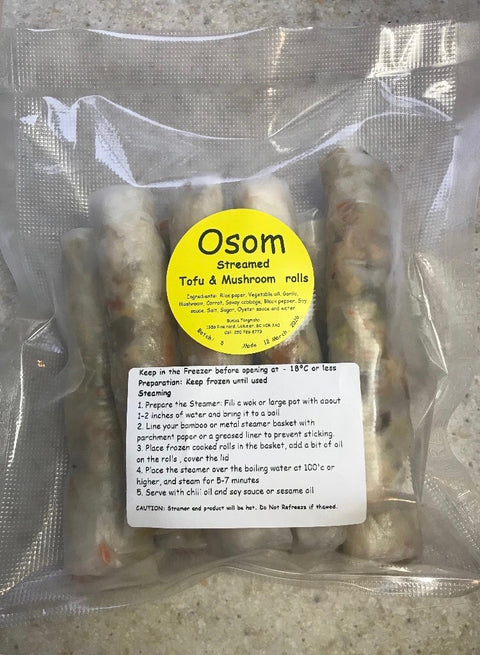 Osom
Streamed
Tofu & Mushroom rolls
Ingredients: Rice paper, Vegetable oil, Garlic,
Mushroom, Carrot, Savoy cabbage, Black pepper, Soy
sauce, Salt, Sugar, Oyster sauce and water
Batch: 2 Made 12 March 2026
Keep in the Freezer before opening at - 18°C or less
Preparation: Keep frozen until used
Steaming
1. Prepare the Steamer: Fill a wok or large pot with about
1-2 inches of water and bring it to a boil
2. Line your bamboo or metal steamer basket with
parchment paper or a greased liner to prevent sticking.
3. Place frozen cooked rolls in the basket, add a bit of oil
on the rolls , cover the lid
4. Place the steamer over the boiling water at 100'c or
higher, and steam for 5-7 minutes
5. Serve with chili oil and soy sauce or sesame oil
CAUTION: Streamer and product will be hot. Do Not Refreeze if thawed.